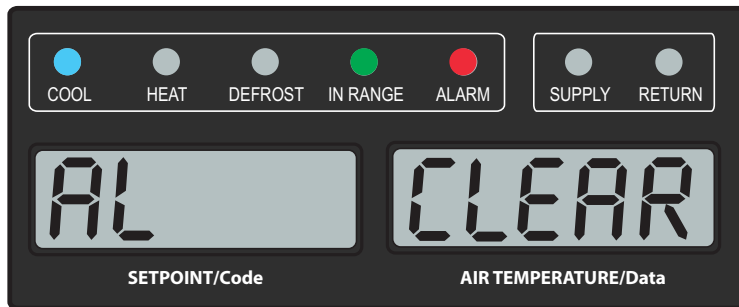 COOL HEAT DEFROST IN RANGE ALARM SUPPLY RETURN
AL CLEAR
SETPOINT/Code AIR TEMPERATURE/Data